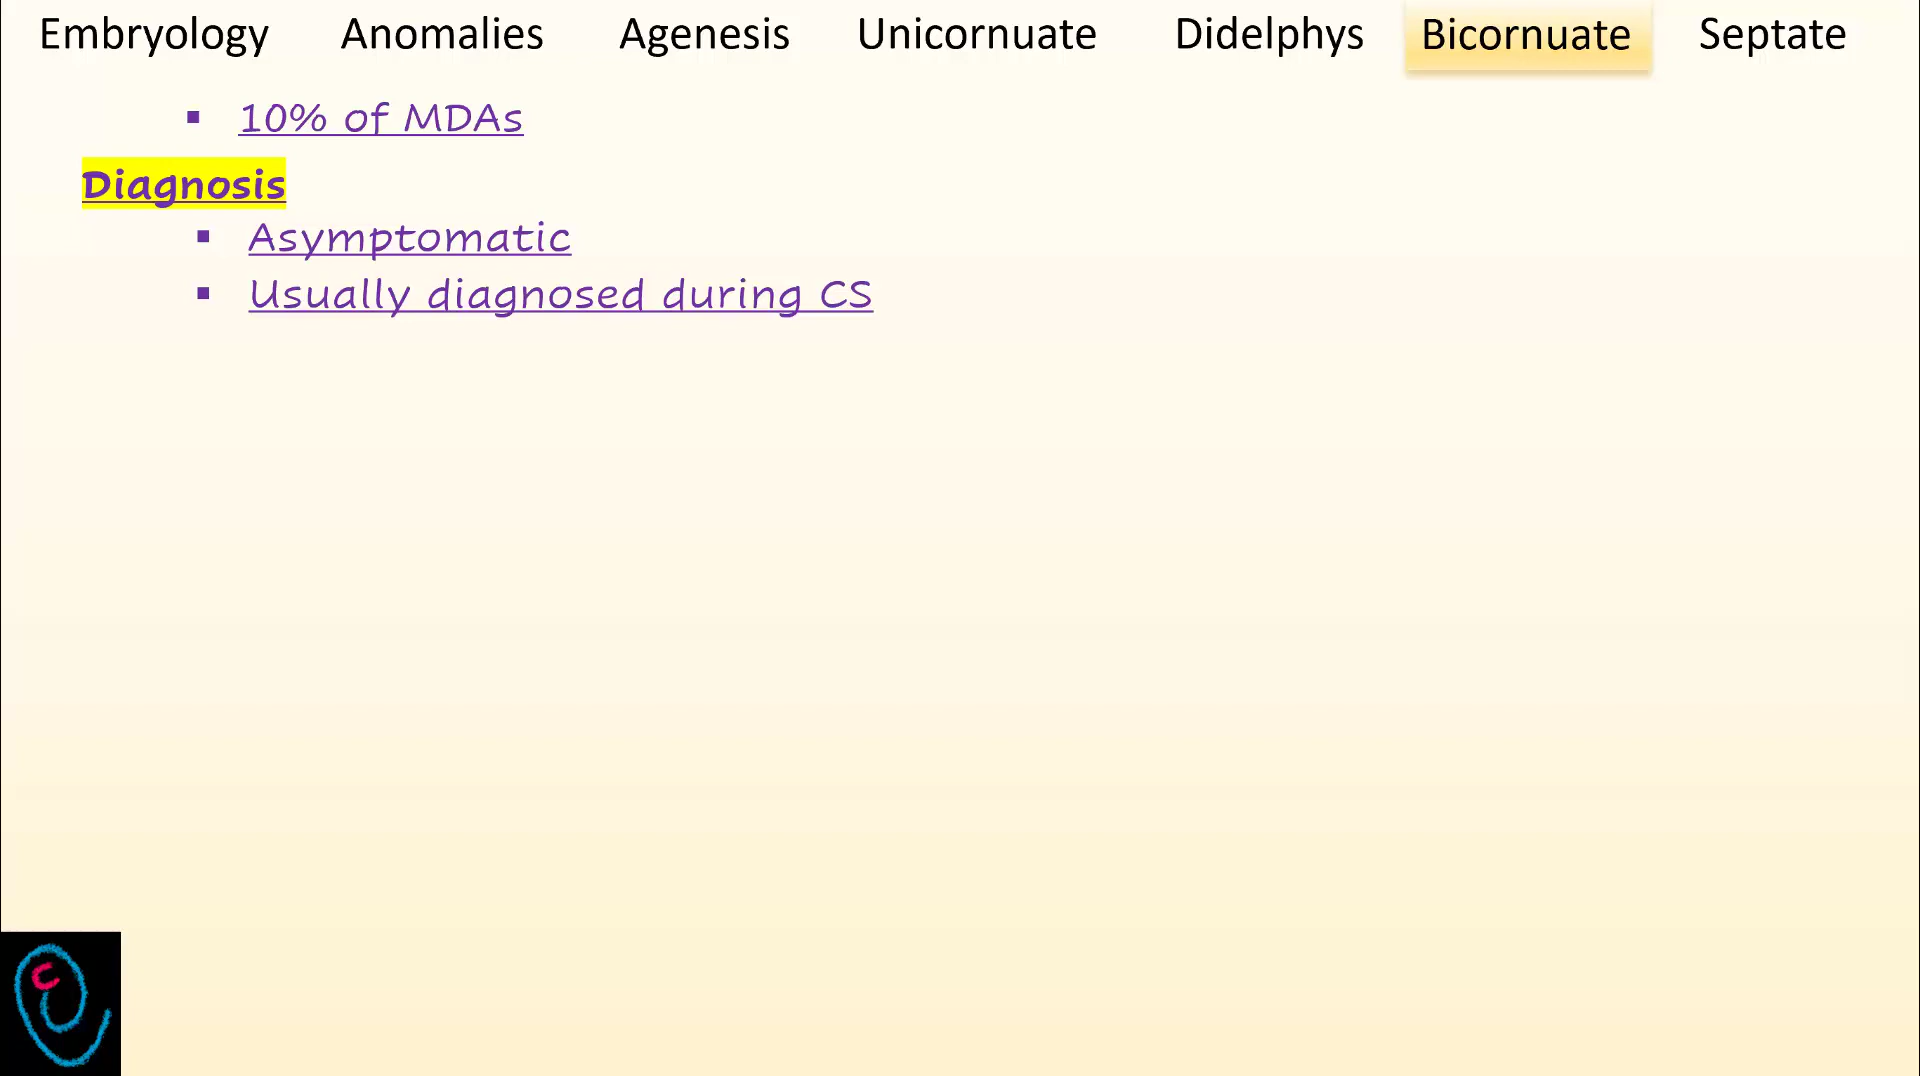 Embryology Anomalies Agenesis Unicornuate Didelphys Bicornuate Septate
▪ 10% of MDAs
Diagnosis
▪ Asymptomatic
▪ Usually diagnosed during CS